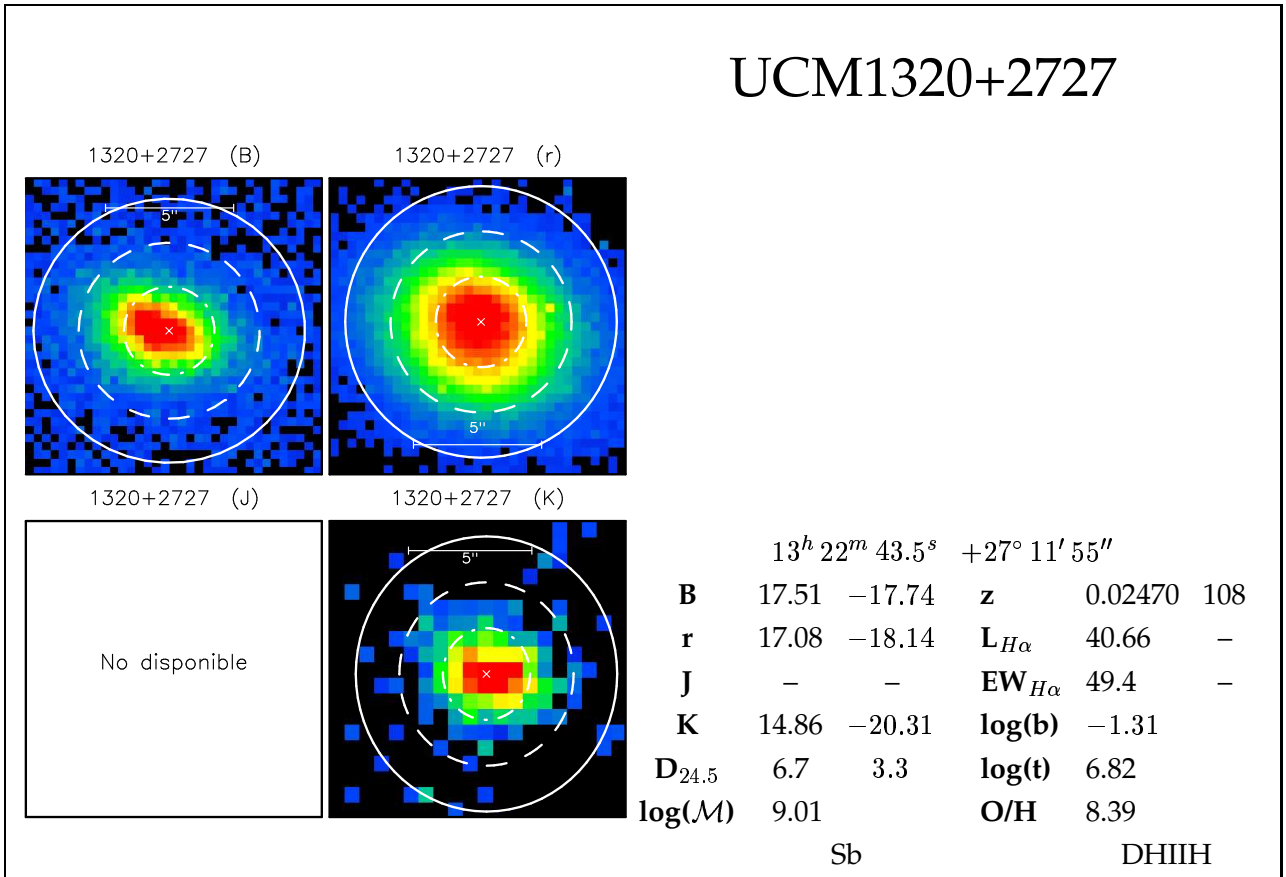 UCM1320+2727
1320+2727 (B)
1320+2727 (r)
5"
5"
1320+2727 (J)
1320+2727 (K)
No disponible
5"
13ʰ 22ᵐ 43.5ˢ +27° 11′ 55″
B 17.51 −17.74 z 0.02470 108
r 17.08 −18.14 L_Hα 40.66 –
J – – EW_Hα 49.4 –
K 14.86 −20.31 log(b) −1.31
D_24.5 6.7 3.3 log(t) 6.82
log(ℳ) 9.01 O/H 8.39
Sb DHIIH